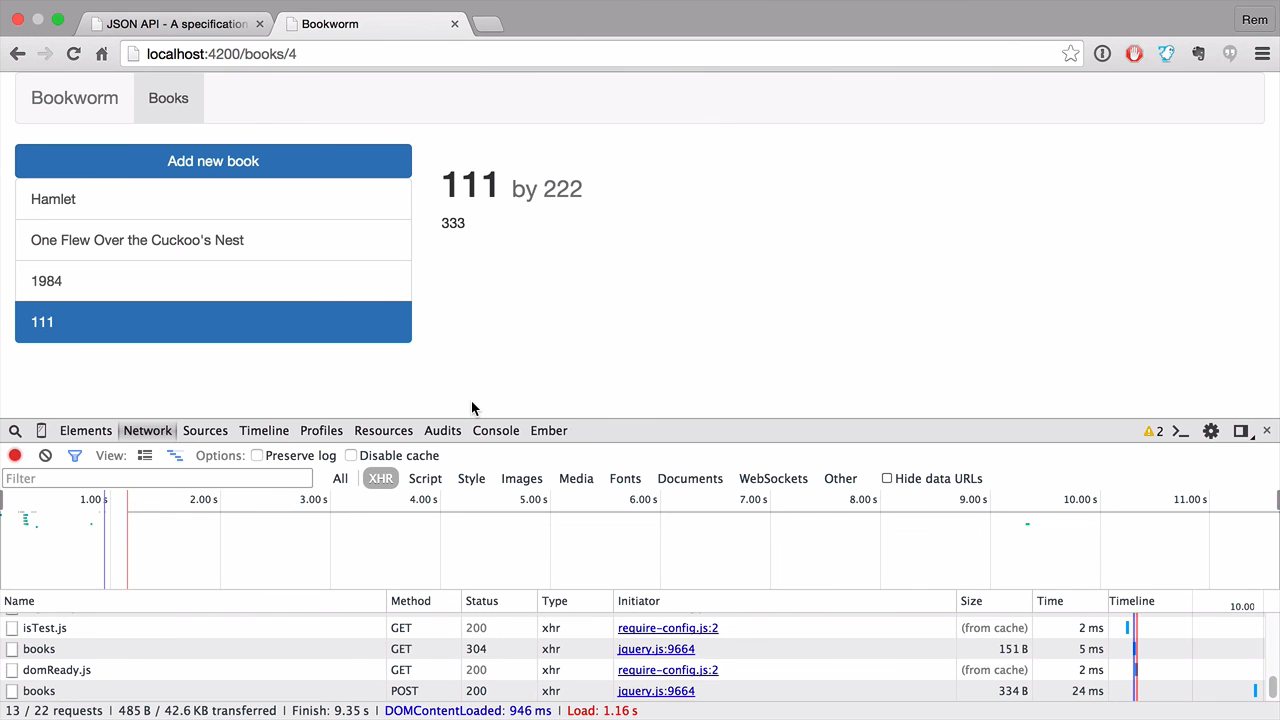 JSON API - A specification
Bookworm
Rem
localhost:4200/books/4
Bookworm
Books
Add new book
Hamlet
One Flew Over the Cuckoo's Nest
1984
111
111 by 222
333
Elements Network Sources Timeline Profiles Resources Audits Console Ember
2
View: Options: Preserve log Disable cache
Filter
All XHR Script Style Images Media Fonts Documents WebSockets Other Hide data URLs
1.00 s 2.00 s 3.00 s 4.00 s 5.00 s 6.00 s 7.00 s 8.00 s 9.00 s 10.00 s 11.00 s
Name Method Status Type Initiator Size Time Timeline 10.00
isTest.js GET 200 xhr require-config.js:2 (from cache) 2 ms
books GET 304 xhr jquery.js:9664 151 B 5 ms
domReady.js GET 200 xhr require-config.js:2 (from cache) 2 ms
books POST 200 xhr jquery.js:9664 334 B 24 ms
13 / 22 requests | 485 B / 42.6 KB transferred | Finish: 9.35 s | DOMContentLoaded: 946 ms | Load: 1.16 s